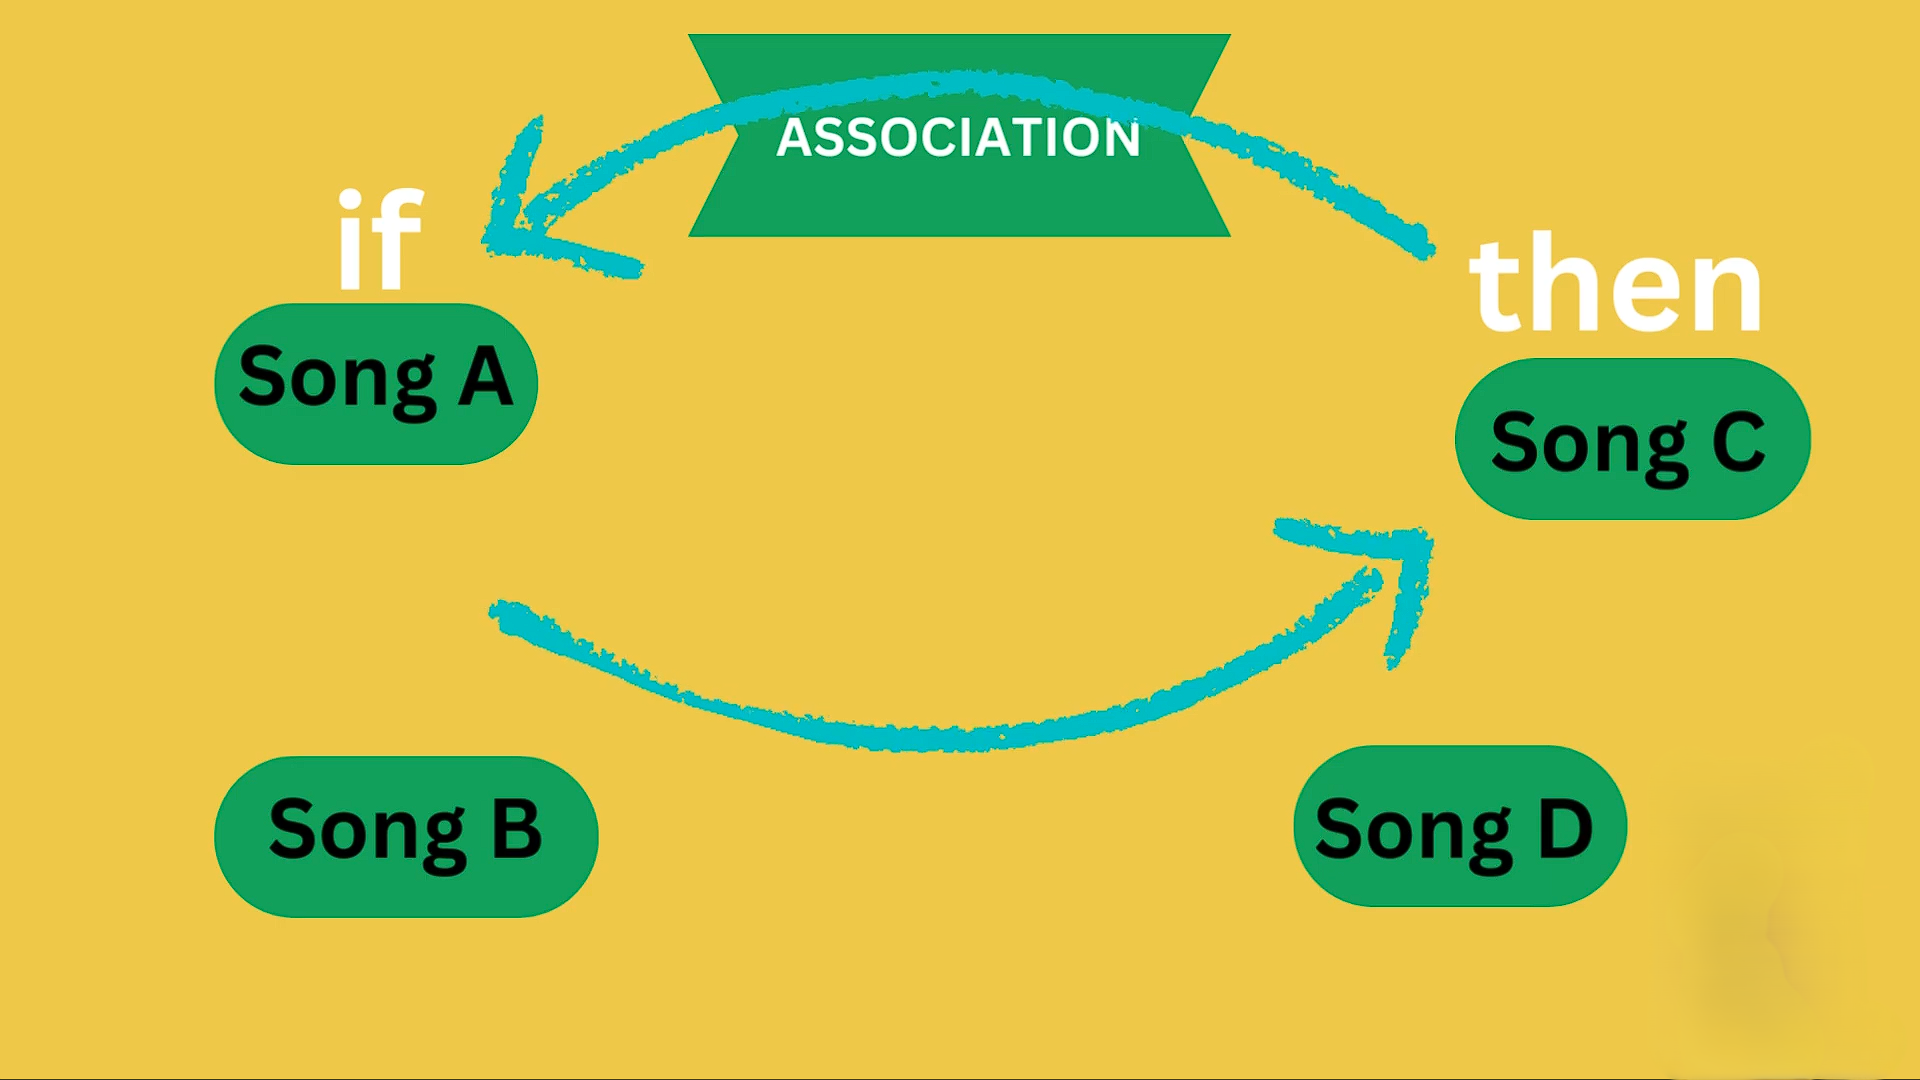 ASSOCIATION
if
then
Song A
Song C
Song B
Song D